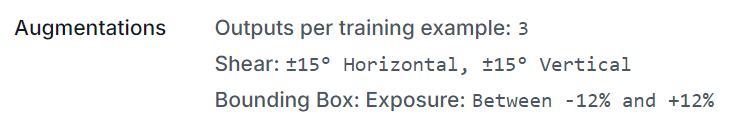 Augmentations
Outputs per training example: 3
Shear: ±15° Horizontal, ±15° Vertical
Bounding Box: Exposure: Between -12% and +12%